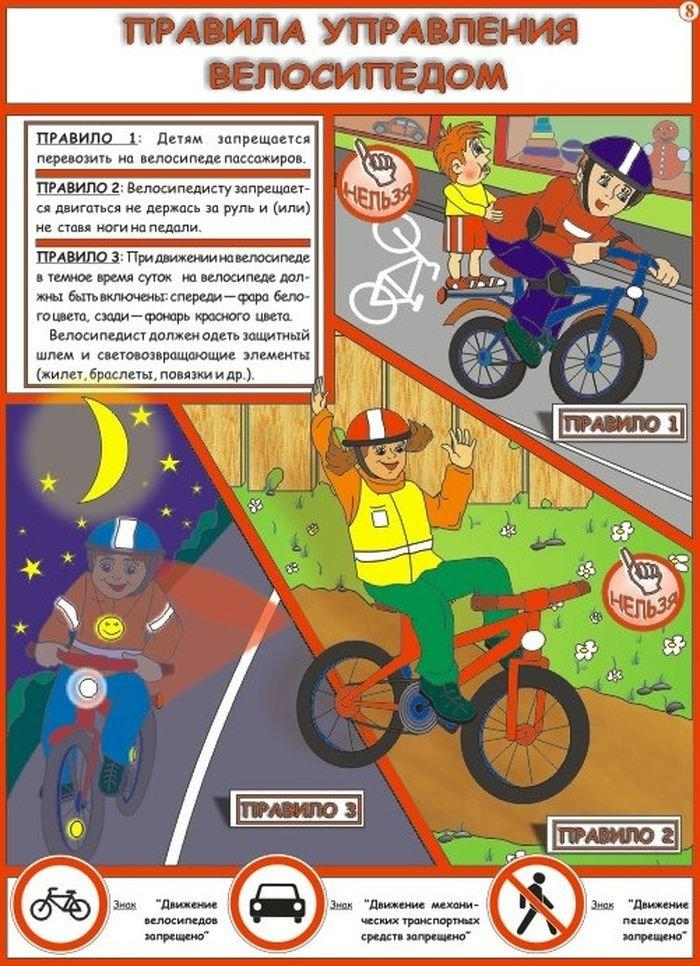 8
ПРАВИЛА УПРАВЛЕНИЯ
ВЕЛОСИПЕДОМ
ПРАВИЛО 1: Детям запрещается
перевозить на велосипеде пассажиров.
ПРАВИЛО 2: Велосипедисту запрещает-
ся двигаться не держась за руль и (или)
не ставя ноги на педали.
ПРАВИЛО 3: При движении на велосипеде
в темное время суток на велосипеде дол-
жны быть включены: спереди — фара бело-
го цвета, сзади — фонарь красного цвета.
Велосипедист должен одеть защитный
шлем и световозвращающие элементы
(жилет, браслеты, повязки и др.).
НЕЛЬЗЯ
ПРАВИЛО 1
НЕЛЬЗЯ
ПРАВИЛО 3
ПРАВИЛО 2
Знак "Движение
велосипедов
запрещено"
Знак "Движение механи-
ческих транспортных
средств запрещено"
Знак "Движение
пешеходов
запрещено"